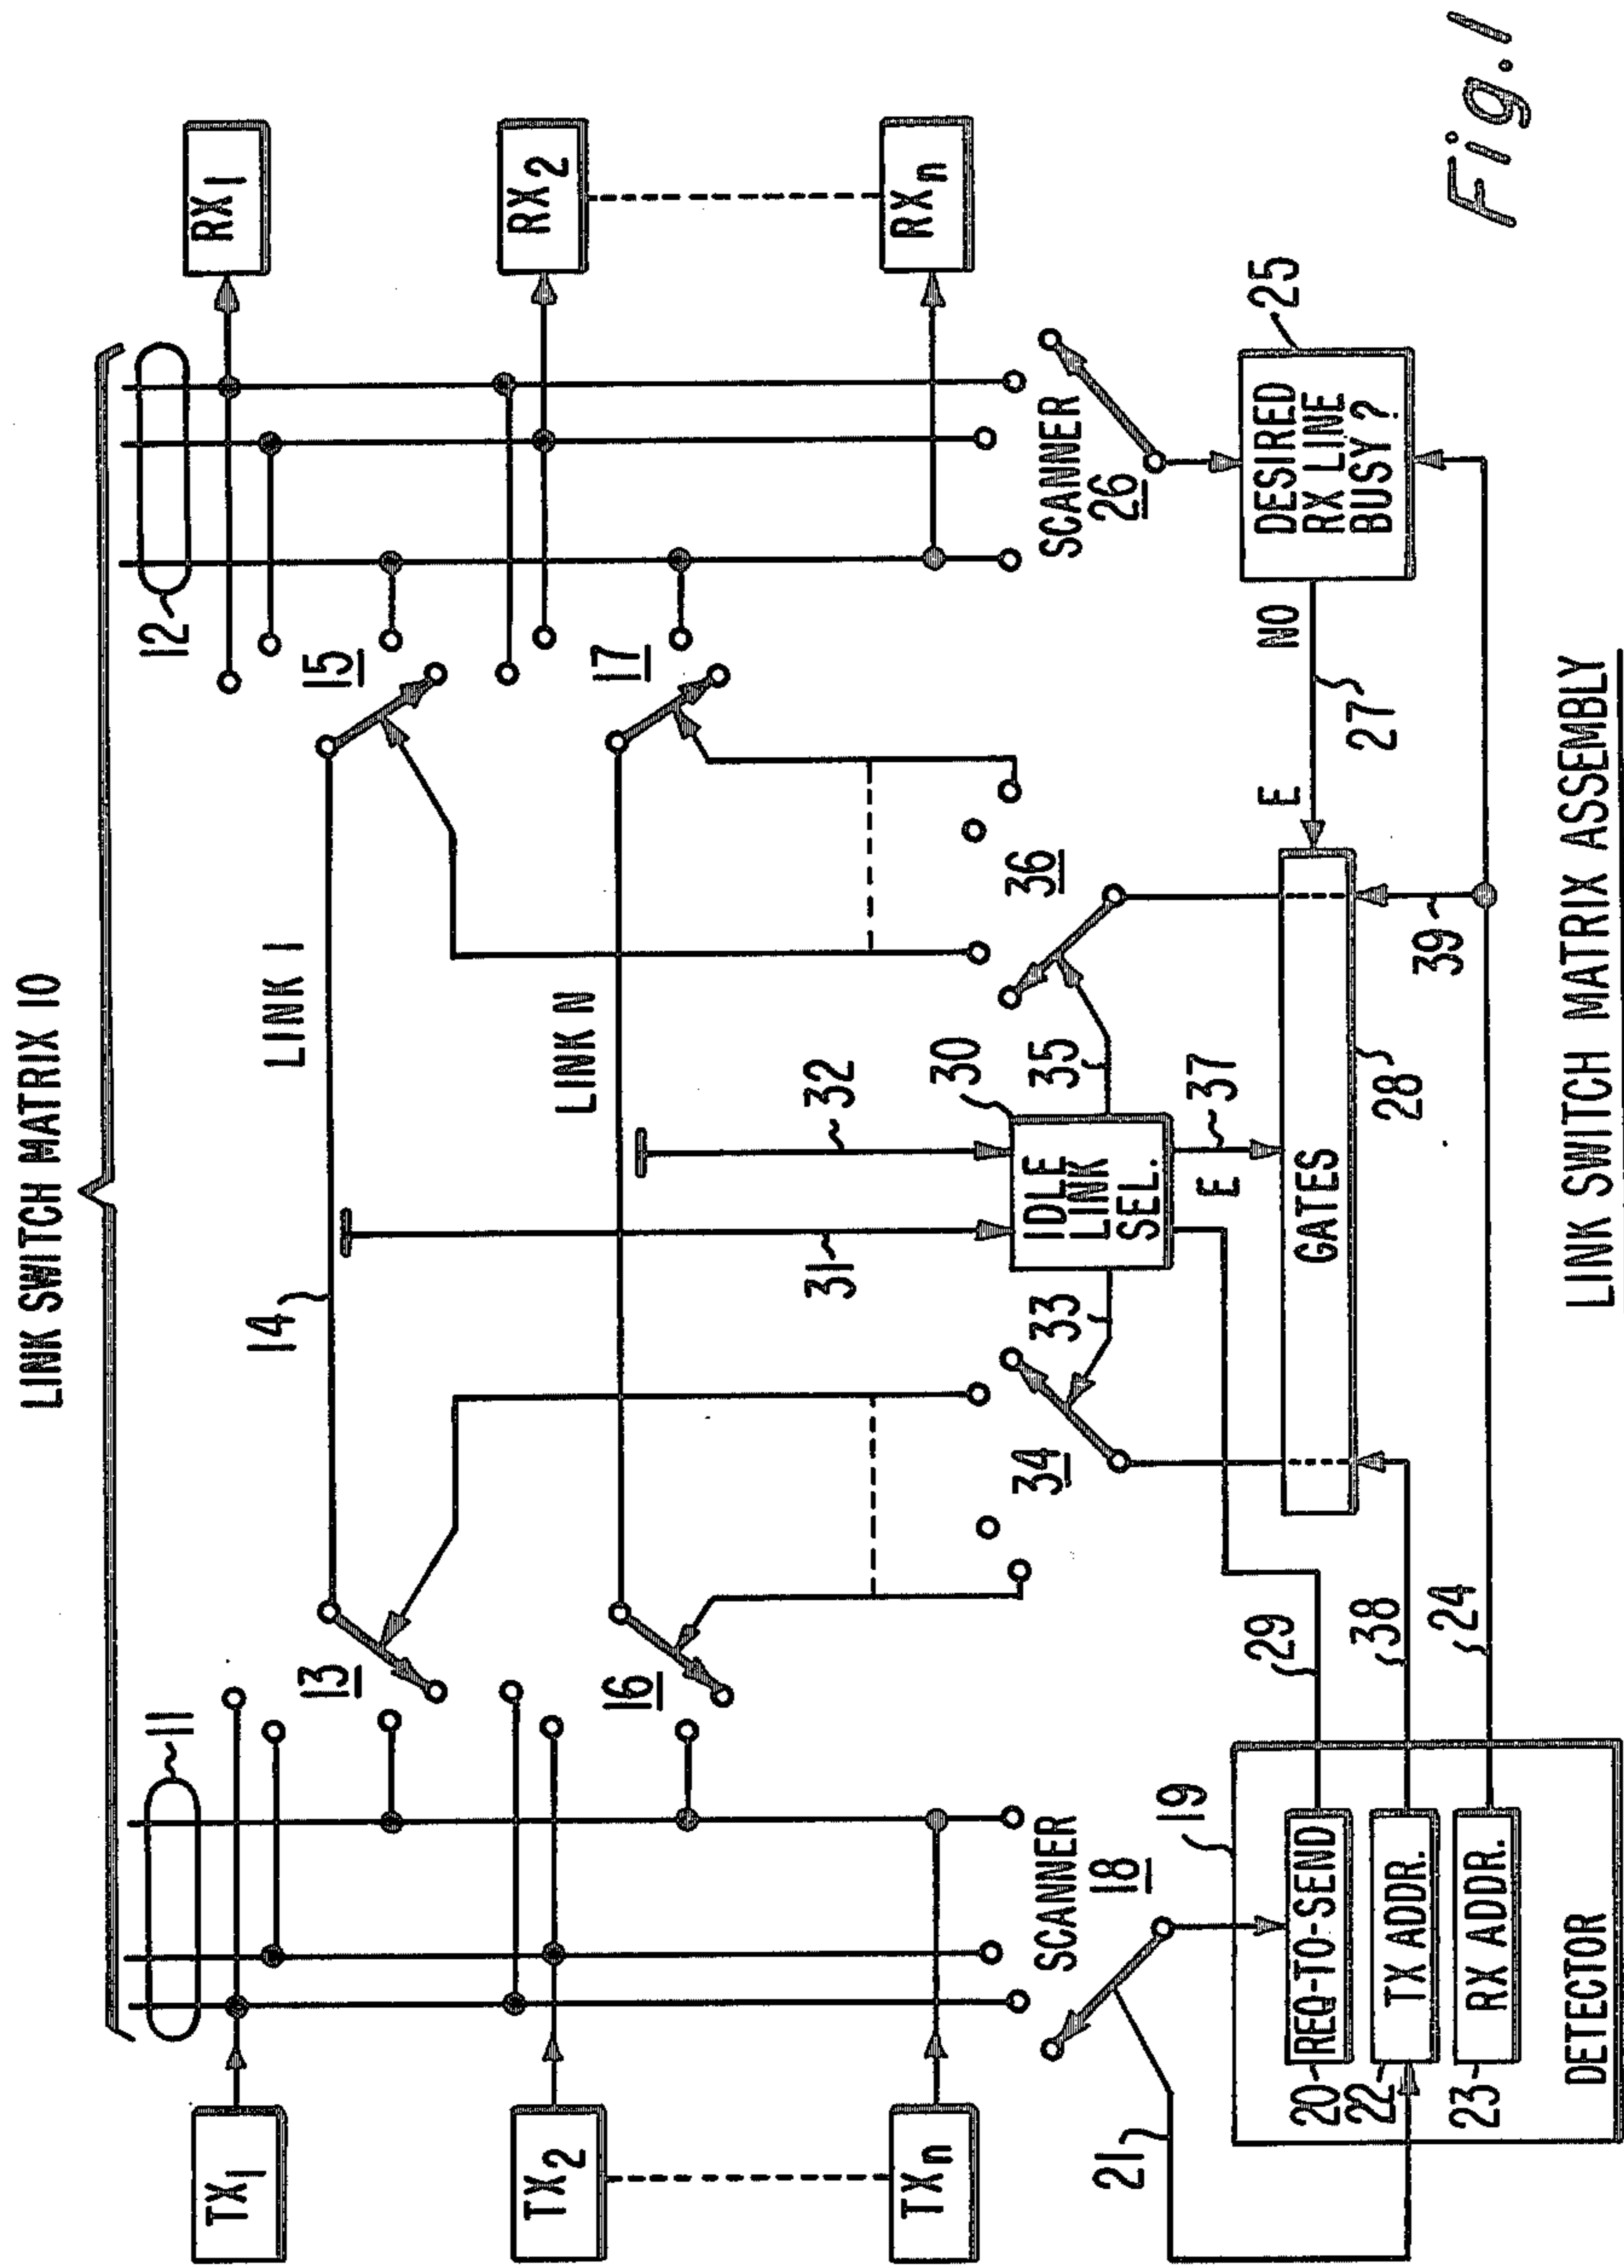 LINK SWITCH MATRIX 10
11
12
TX1
RX1
14
LINK 1
13
15
TX2
RX2
LINK N
16
17
TXn
RXn
31
32
SCANNER
18
34
33
IDLE
LINK
SEL.
30
35
36
SCANNER
26
21
19
20
REQ-TO-SEND
22
TX ADDR.
23
RX ADDR.
DETECTOR
29
38
24
E
37
GATES
28
39
E
27
NO
DESIRED
RX LINE
BUSY ?
25
LINK SWITCH MATRIX ASSEMBLY
Fig. 1